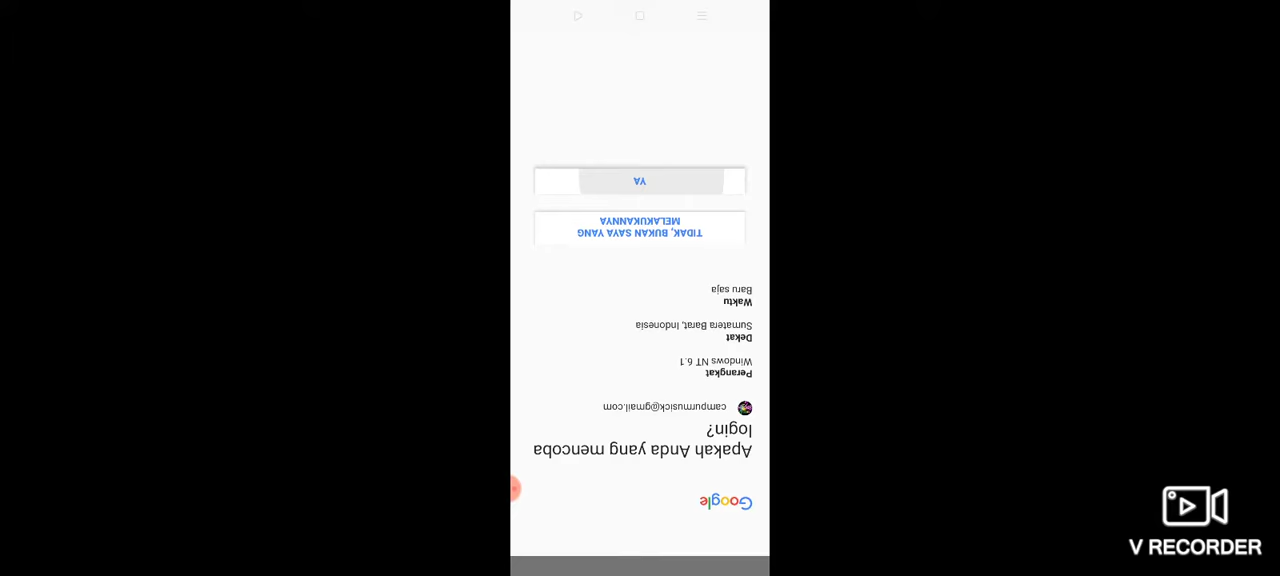 Google
Apakah Anda yang mencoba
login?
campurmusick@gmail.com
Perangkat
Windows NT 6.1
Dekat
Sumatera Barat, Indonesia
Waktu
Baru saja
TIDAK, BUKAN SAYA YANG
MELAKUKANNYA
YA
V RECORDER